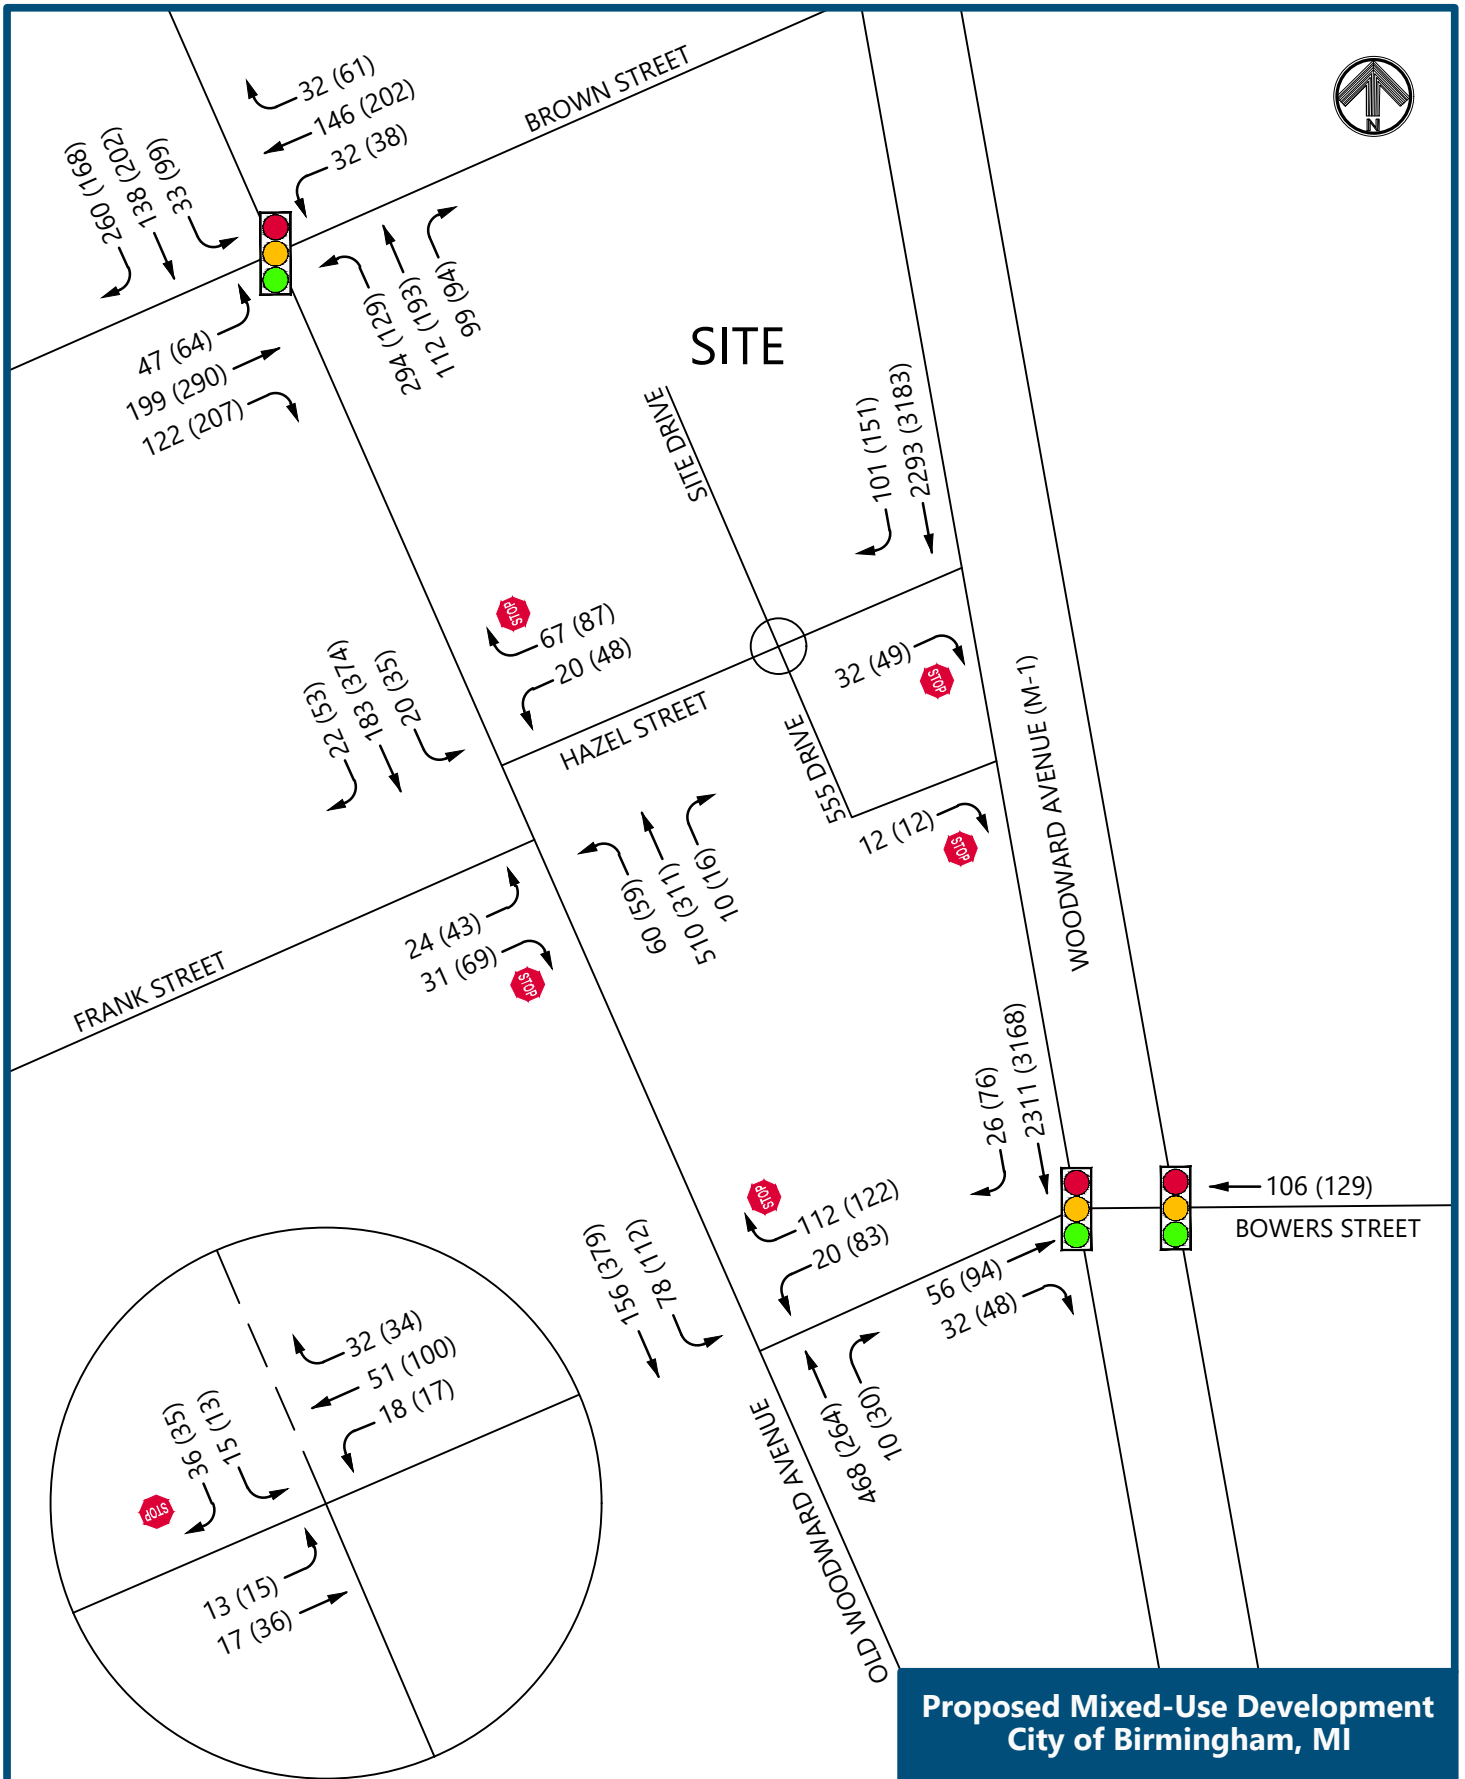 N
32 (61)
146 (202)
32 (38)
BROWN STREET
260 (168)
138 (202)
33 (99)
47 (64)
199 (290)
122 (207)
294 (129)
112 (193)
99 (94)
SITE
SITE DRIVE
101 (151)
2293 (3183)
STOP
67 (87)
20 (48)
22 (53)
183 (374)
20 (35)
HAZEL STREET
32 (49)
STOP
555 DRIVE
12 (12)
STOP
WOODWARD AVENUE (M-1)
24 (43)
31 (69)
STOP
60 (59)
510 (311)
10 (16)
FRANK STREET
26 (76)
2311 (3168)
106 (129)
BOWERS STREET
STOP
112 (122)
20 (83)
56 (94)
32 (48)
156 (379)
78 (112)
468 (264)
10 (30)
OLD WOODWARD AVENUE
32 (34)
51 (100)
18 (17)
36 (35)
15 (13)
STOP
13 (15)
17 (36)
Proposed Mixed-Use Development
City of Birmingham, MI